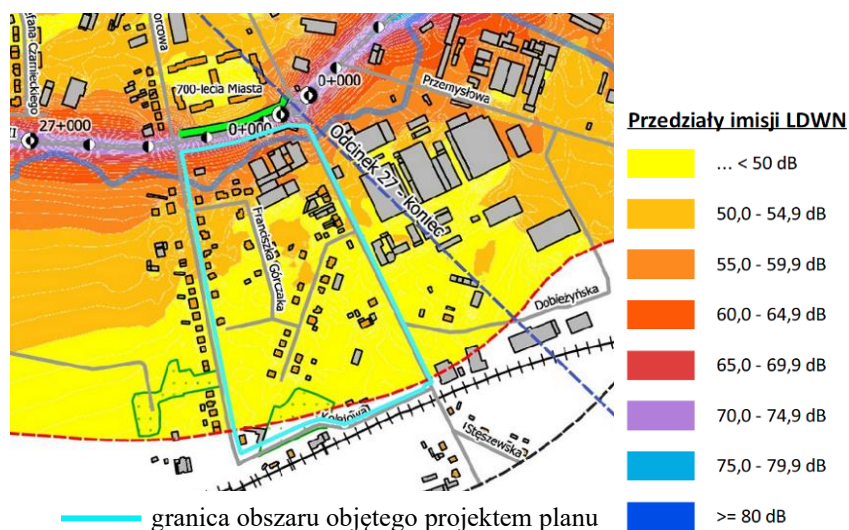 efana Czarnieckiego
orcowa
700-lecia Miasta
0+000
Przemysłowa
27+000
0+000
Odcinek 27 - koniec
Franciszka Górczaka
Dobieżyńska
Kolejowa
Stęszewska
granica obszaru objętego projektem planu
Przedziały imisji LDWN
... < 50 dB
50,0 - 54,9 dB
55,0 - 59,9 dB
60,0 - 64,9 dB
65,0 - 69,9 dB
70,0 - 74,9 dB
75,0 - 79,9 dB
>= 80 dB